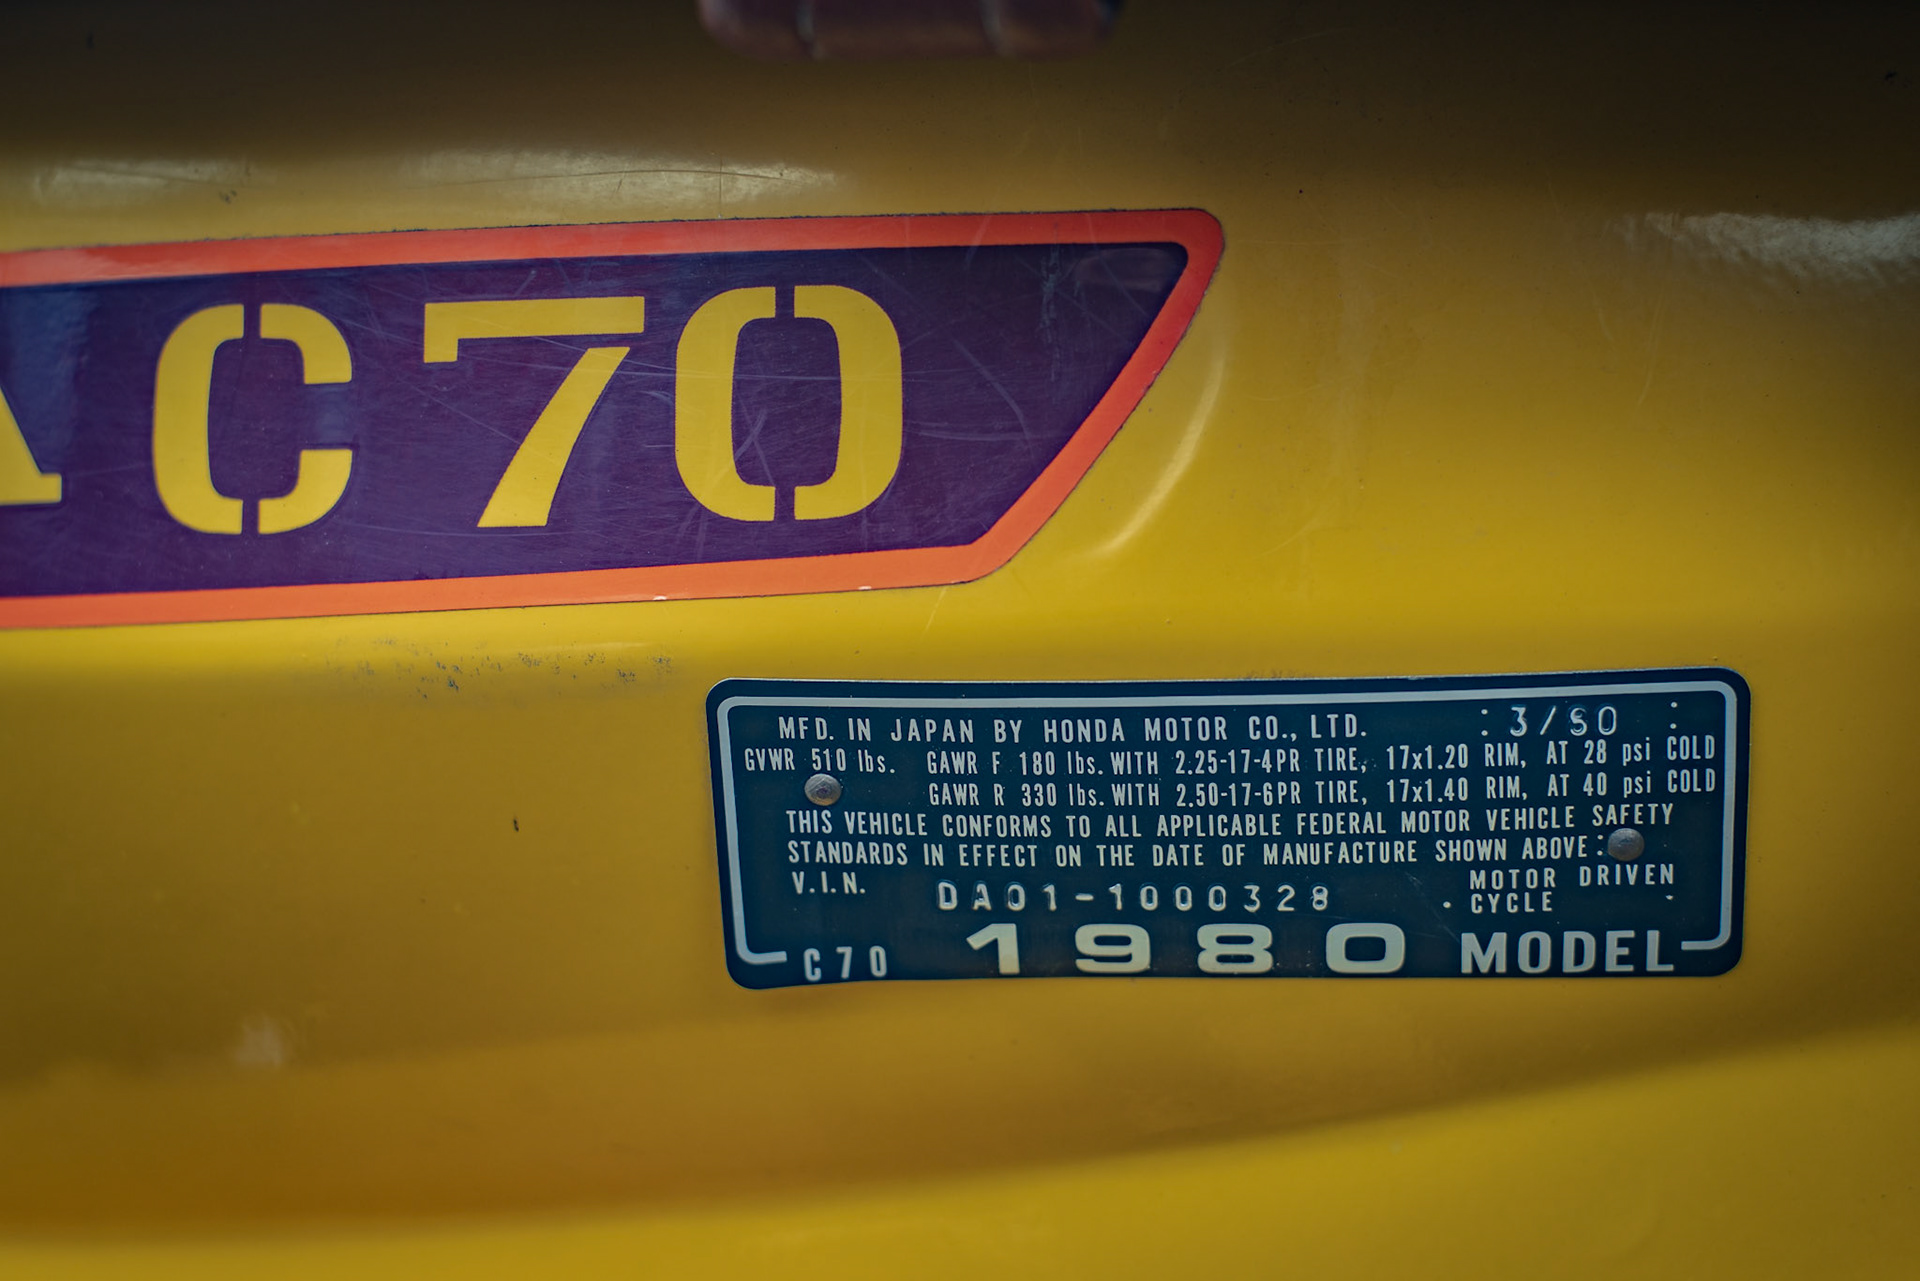 A C70
MFD. IN JAPAN BY HONDA MOTOR CO., LTD. : 3/80 :
GVWR 510 lbs. GAWR F 180 lbs. WITH 2.25-17-4PR TIRE, 17x1.20 RIM, AT 28 psi COLD
GAWR R 330 lbs. WITH 2.50-17-6PR TIRE, 17x1.40 RIM, AT 40 psi COLD
THIS VEHICLE CONFORMS TO ALL APPLICABLE FEDERAL MOTOR VEHICLE SAFETY
STANDARDS IN EFFECT ON THE DATE OF MANUFACTURE SHOWN ABOVE:
V.I.N. DA01-1000328 MOTOR DRIVEN
CYCLE
C70 1980 MODEL